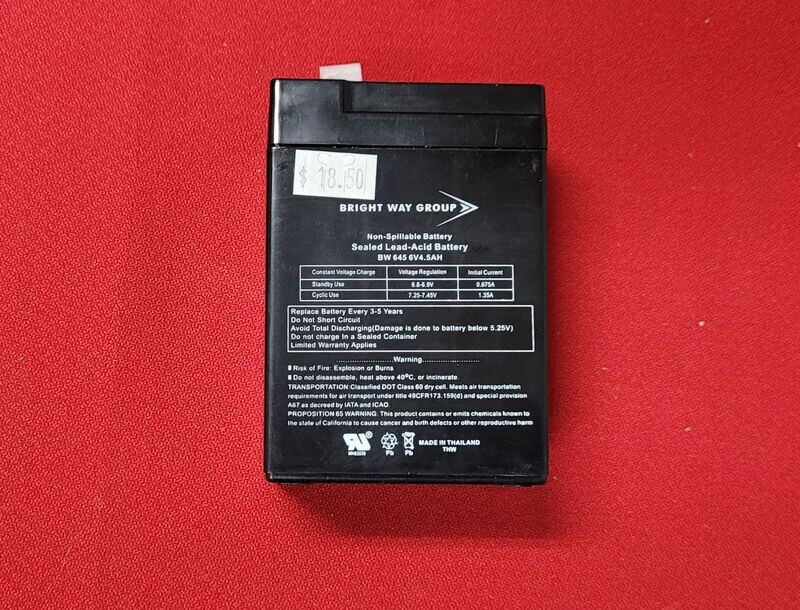 $ 18.50
BRIGHT WAY GROUP
Non-Spillable Battery
Sealed Lead-Acid Battery
BW 645 6V4.5AH
Constant Voltage Charge Voltage Regulation Initial Current
Standby Use 6.8-6.9V 0.675A
Cyclic Use 7.25-7.45V 1.35A
Replace Battery Every 3-5 Years
Do Not Short Circuit
Avoid Total Discharging(Damage is done to battery below 5.25V)
Do not charge In a Sealed Container
Limited Warranty Applies
..................Warning..................
Risk of Fire: Explosion or Burns
Do not disassemble, heat above 40°C, or incinerate.
TRANSPORTATION: Classified DOT Class 60 dry cell. Meets air transportation
requirements for air transport under title 49CFR173.159(d) and special provision
A67 as decreed by IATA and ICAO.
PROPOSITION 65 WARNING: This product contains or emits chemicals known to
the state of California to cause cancer and birth defects or other reproductive harm
Pb Pb
MADE IN THAILAND
THW